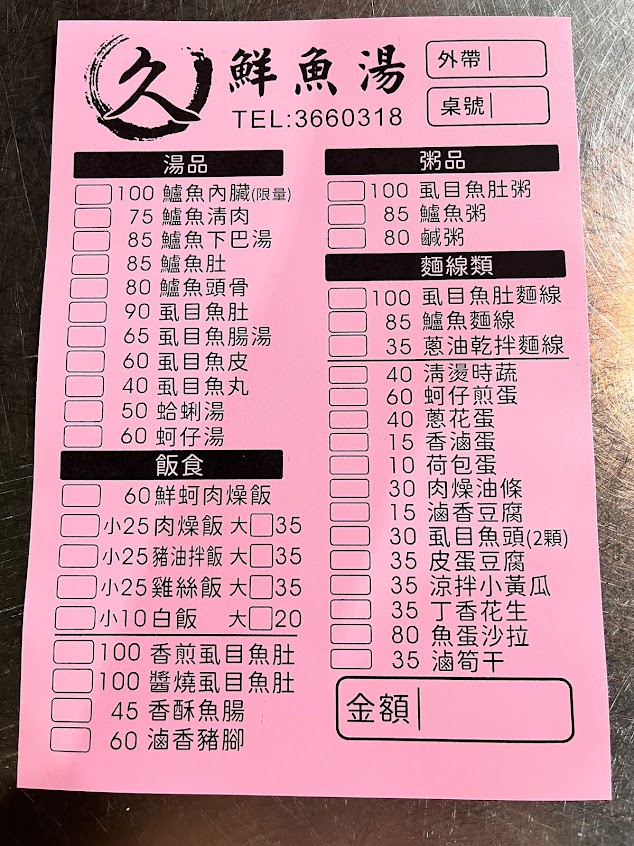 久 鮮魚湯
TEL:3660318
外帶
桌號
湯品
100 鱸魚內臟(限量)
75 鱸魚清肉
85 鱸魚下巴湯
85 鱸魚肚
80 鱸魚頭骨
90 虱目魚肚
65 虱目魚腸湯
60 虱目魚皮
40 虱目魚丸
50 蛤蜊湯
60 蚵仔湯
飯食
60 鮮蚵肉燥飯
小25 肉燥飯 大 35
小25 豬油拌飯 大 35
小25 雞絲飯 大 35
小10 白飯 大 20
100 香煎虱目魚肚
100 醬燒虱目魚肚
45 香酥魚腸
60 滷香豬腳
粥品
100 虱目魚肚粥
85 鱸魚粥
80 鹹粥
麵線類
100 虱目魚肚麵線
85 鱸魚麵線
35 蔥油乾拌麵線
40 清燙時蔬
60 蚵仔煎蛋
40 蔥花蛋
15 香滷蛋
10 荷包蛋
30 肉燥油條
15 滷香豆腐
30 虱目魚頭(2顆)
35 皮蛋豆腐
35 涼拌小黃瓜
35 丁香花生
80 魚蛋沙拉
35 滷筍干
金額